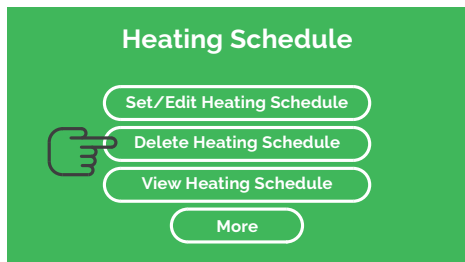 Heating Schedule
Set/Edit Heating Schedule
Delete Heating Schedule
View Heating Schedule
More